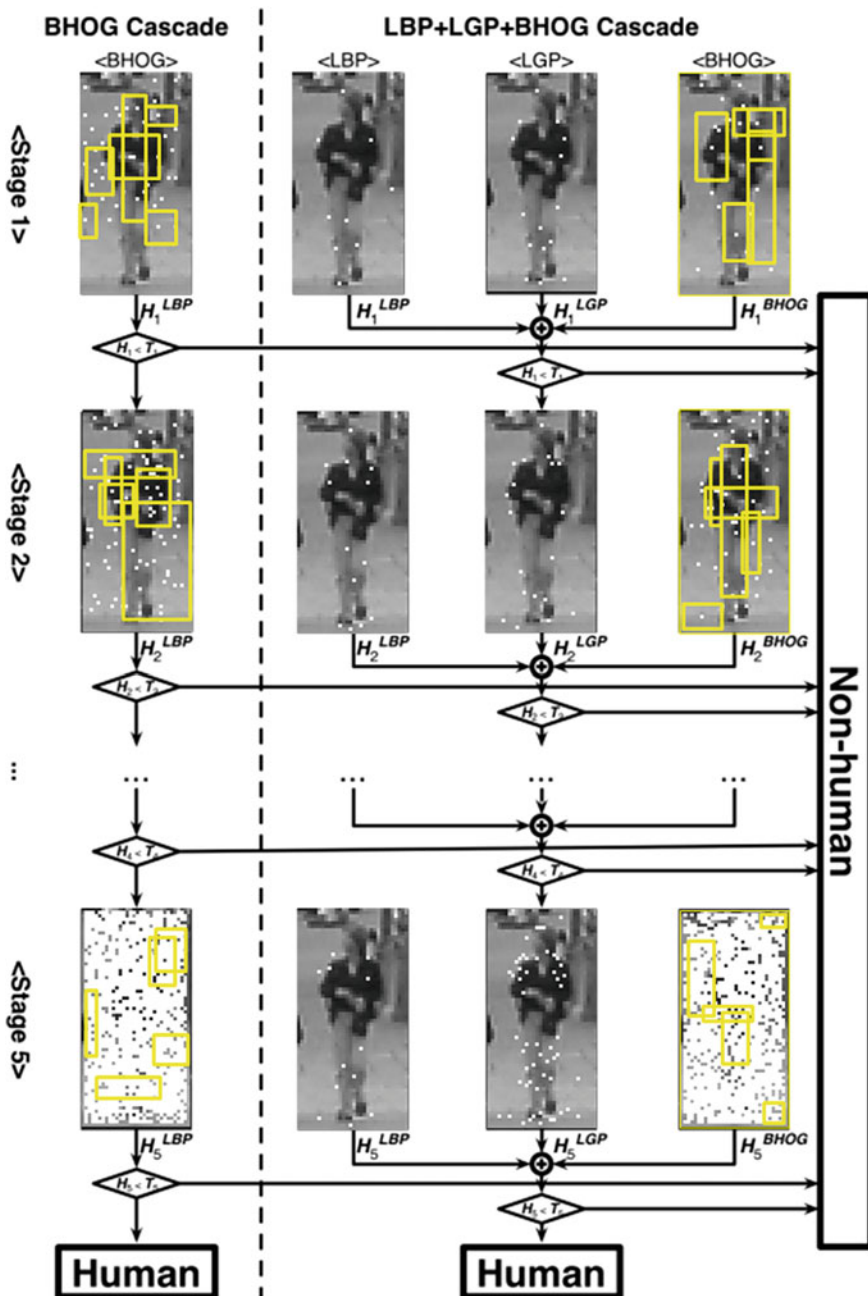 BHOG Cascade
LBP+LGP+BHOG Cascade
<BHOG>
<LBP>
<LGP>
<BHOG>
<Stage 1>
H₁ᴸᴮᴾ
H₁ᴸᴮᴾ
H₁ᴸᴳᴾ
H₁ᴮᴴᴼᴳ
H₁ < T₁
H₁ < T₁
<Stage 2>
H₂ᴸᴮᴾ
H₂ᴸᴮᴾ
H₂ᴸᴳᴾ
H₂ᴮᴴᴼᴳ
H₂ < T₂
H₂ < T₂
...
...
...
...
...
H₄ < T₄
H₄ < T₄
<Stage 5>
H₅ᴸᴮᴾ
H₅ᴸᴮᴾ
H₅ᴸᴳᴾ
H₅ᴮᴴᴼᴳ
H₅ < T₅
H₅ < T₅
Human
Human
Non-human